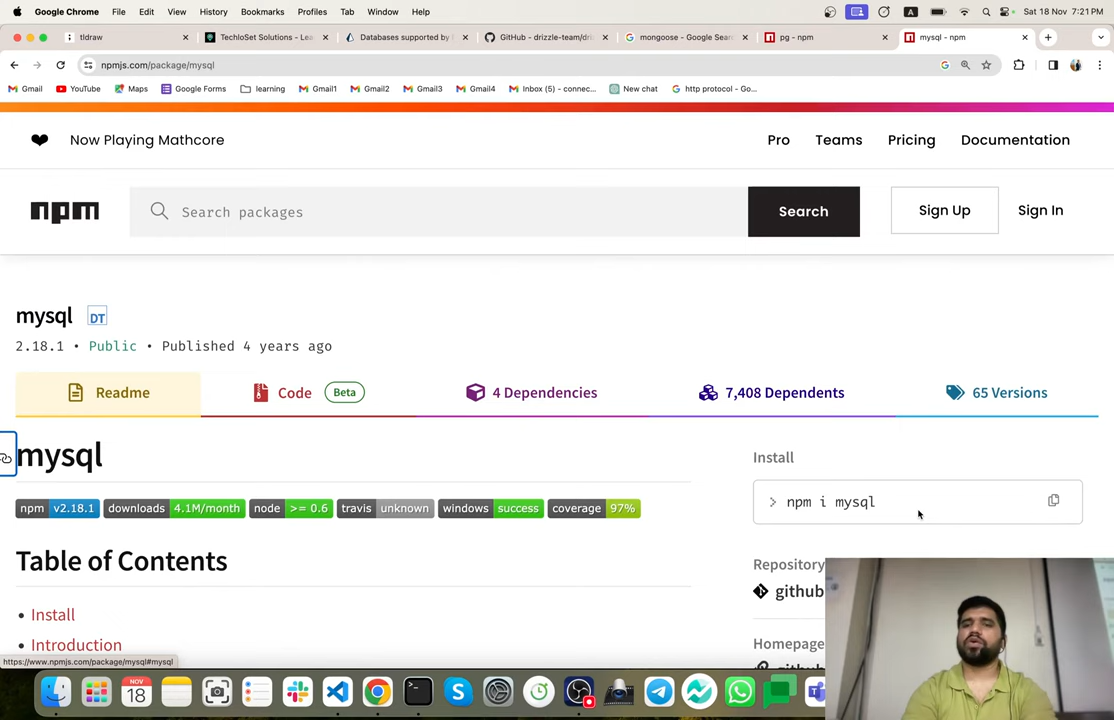 Google Chrome File Edit View History Bookmarks Profiles Tab Window Help A Sat 18 Nov 7:21 PM
tldraw TechloSet Solutions - Lea Databases supported by GitHub - drizzle-team/dri mongoose - Google Sear pg - npm mysql - npm
npmjs.com/package/mysql
Gmail YouTube Maps Google Forms learning Gmail1 Gmail2 Gmail3 Gmail4 Inbox (5) - connec... New chat http protocol - Go...
❤ Now Playing Mathcore Pro Teams Pricing Documentation
npm Search packages Search Sign Up Sign In
mysql DT
2.18.1 • Public • Published 4 years ago
Readme Code Beta 4 Dependencies 7,408 Dependents 65 Versions
mysql
npm v2.18.1 downloads 4.1M/month node >= 0.6 travis unknown windows success coverage 97%
Table of Contents
• Install
• Introduction
Install
> npm i mysql
Repository
github
Homepage
https://www.npmjs.com/package/mysql#mysql
NOV
18